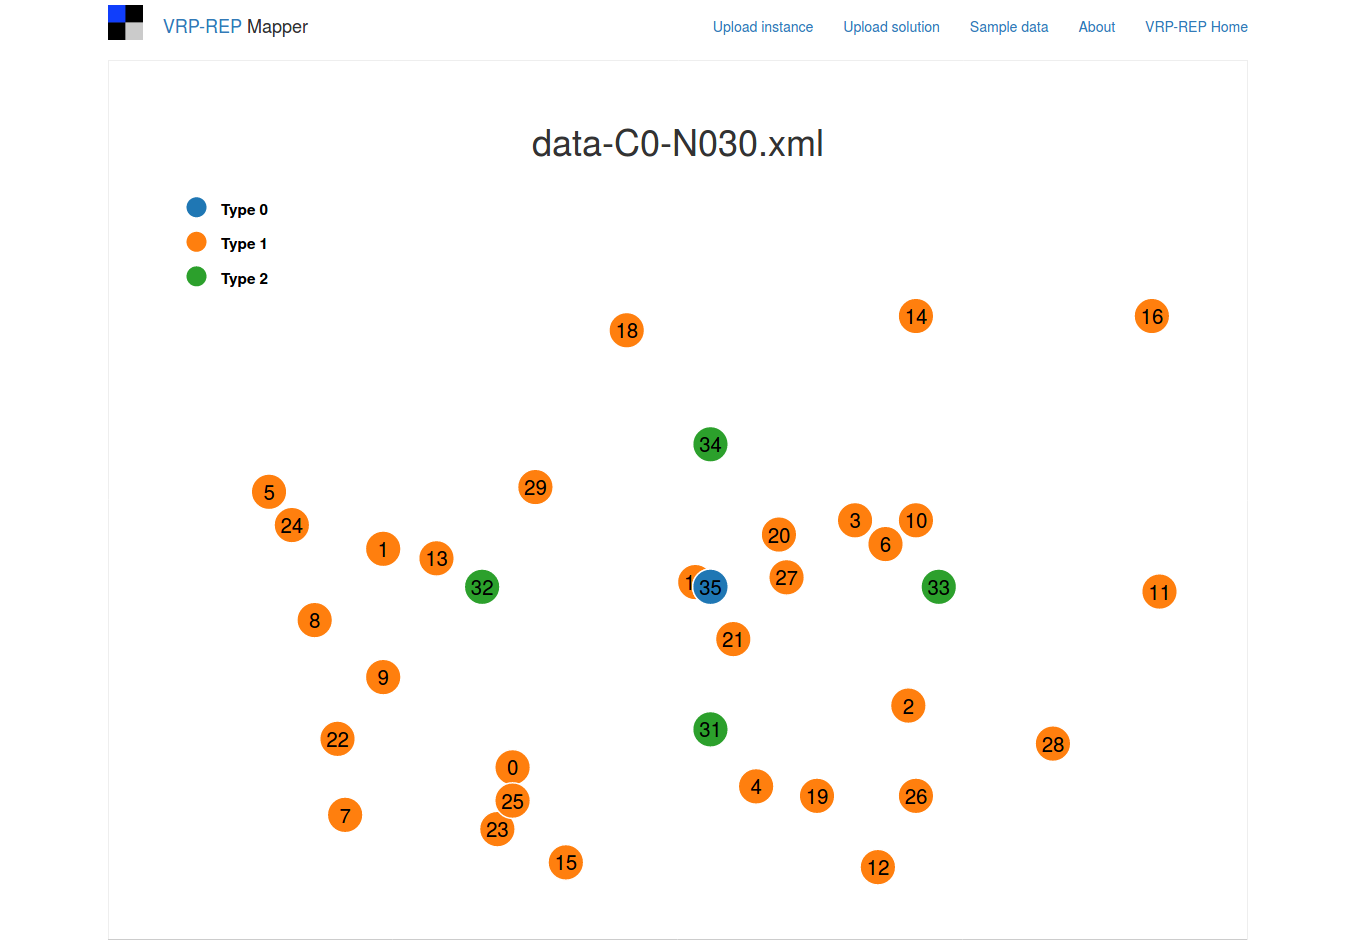 VRP-REP Mapper
Upload instance Upload solution Sample data About VRP-REP Home
data-C0-N030.xml
Type 0
Type 1
Type 2
18 14 16
34
5 29
24 20 3 10
1 13 6
32 35 27 33 11
8 21
9
22 31 2 28
0
25 4 19 26
7 23
15 12